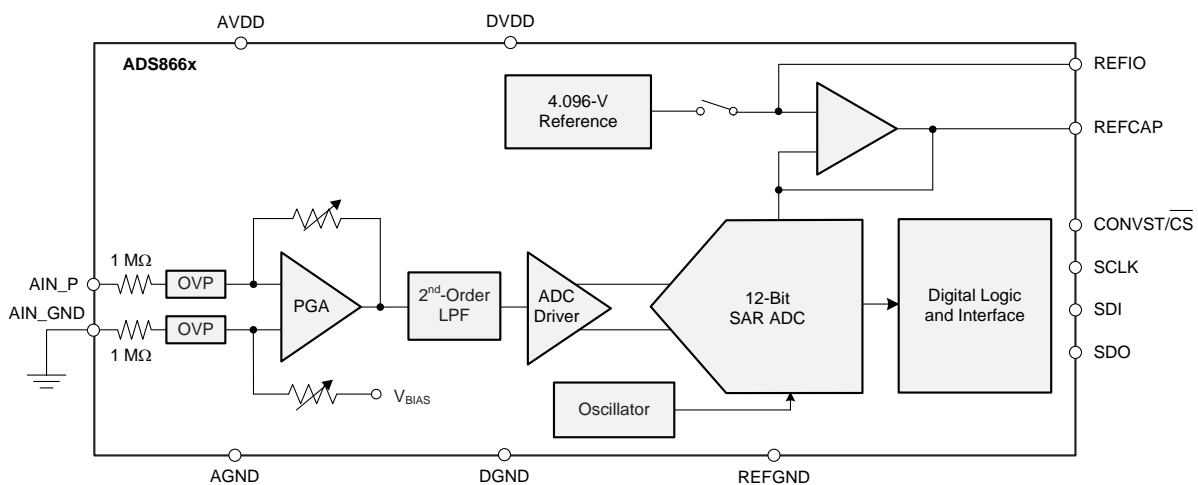 AVDD
DVDD
ADS866x
REFIO
4.096-V
Reference
REFCAP
CONVST/CS
1 MΩ
OVP
AIN_P
PGA
2nd-Order
LPF
ADC
Driver
12-Bit
SAR ADC
Digital Logic
and Interface
SCLK
AIN_GND
OVP
SDI
1 MΩ
SDO
VBIAS
Oscillator
AGND
DGND
REFGND